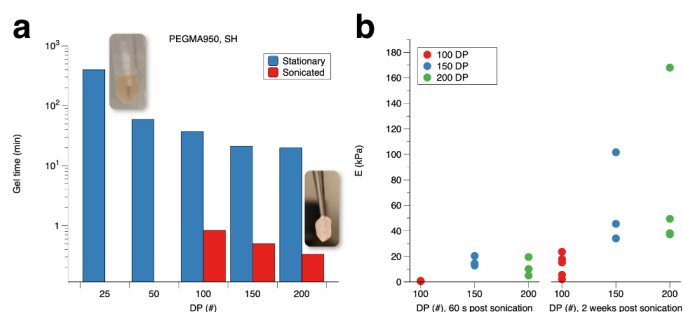 a
PEGMA950, SH
Stationary
Sonicated
Gel time (min)
10³
10²
10¹
1
25 50 100 150 200
DP (#)
b
100 DP
150 DP
200 DP
E (kPa)
180
160
140
120
100
80
60
40
20
0
100 150 200 100 150 200
DP (#), 60 s post sonication DP (#), 2 weeks post sonication